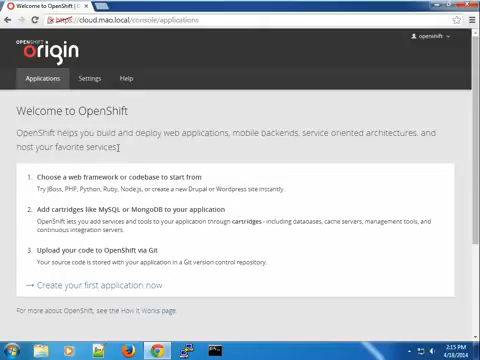 Welcome to OpenShift
https://cloud.mao.local/console/applications
OPENSHIFT
origin
openshift
Applications Settings Help
Welcome to OpenShift
OpenShift helps you build and deploy web applications, mobile backends, service oriented architectures, and
host your favorite services.
1. Choose a web framework or codebase to start from
Try JBoss, PHP, Python, Ruby, Node.js, or create a new Drupal or Wordpress site instantly.
2. Add cartridges like MySQL or MongoDB to your application
OpenShift lets you add services and tools to your application through cartridges - including databases, cache servers, management tools, and
continuous integration servers.
3. Upload your code to OpenShift via Git
Your source code is stored with your application in a Git version control repository.
→ Create your first application now
For more about OpenShift, see the How It Works page.
2:15 PM
4/18/2014